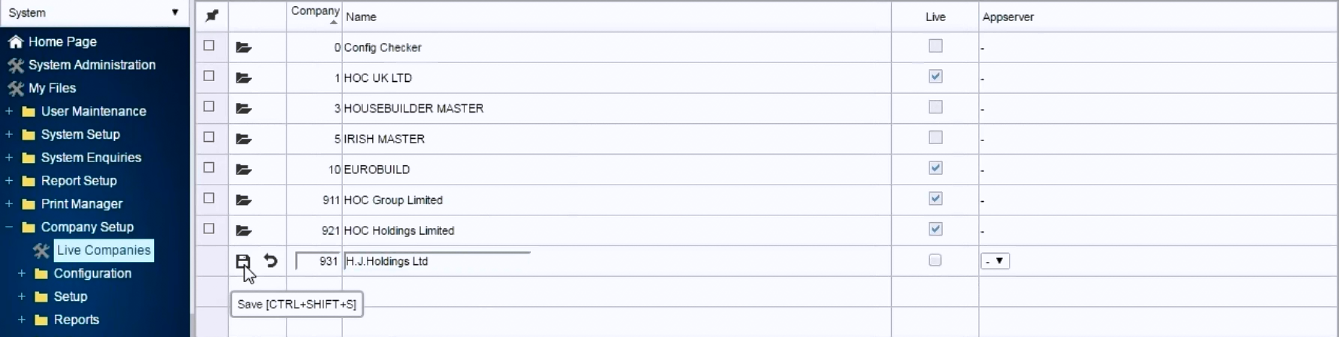 System ▼
Home Page
System Administration
My Files
+ User Maintenance
+ System Setup
+ System Enquiries
+ Report Setup
+ Print Manager
- Company Setup
Live Companies
+ Configuration
+ Setup
+ Reports
Company Name Live Appserver
0 Config Checker -
1 HOC UK LTD -
3 HOUSEBUILDER MASTER -
5 IRISH MASTER -
10 EUROBUILD -
911 HOC Group Limited -
921 HOC Holdings Limited -
931 H.J.Holdings Ltd - ▼
Save [CTRL+SHIFT+S]